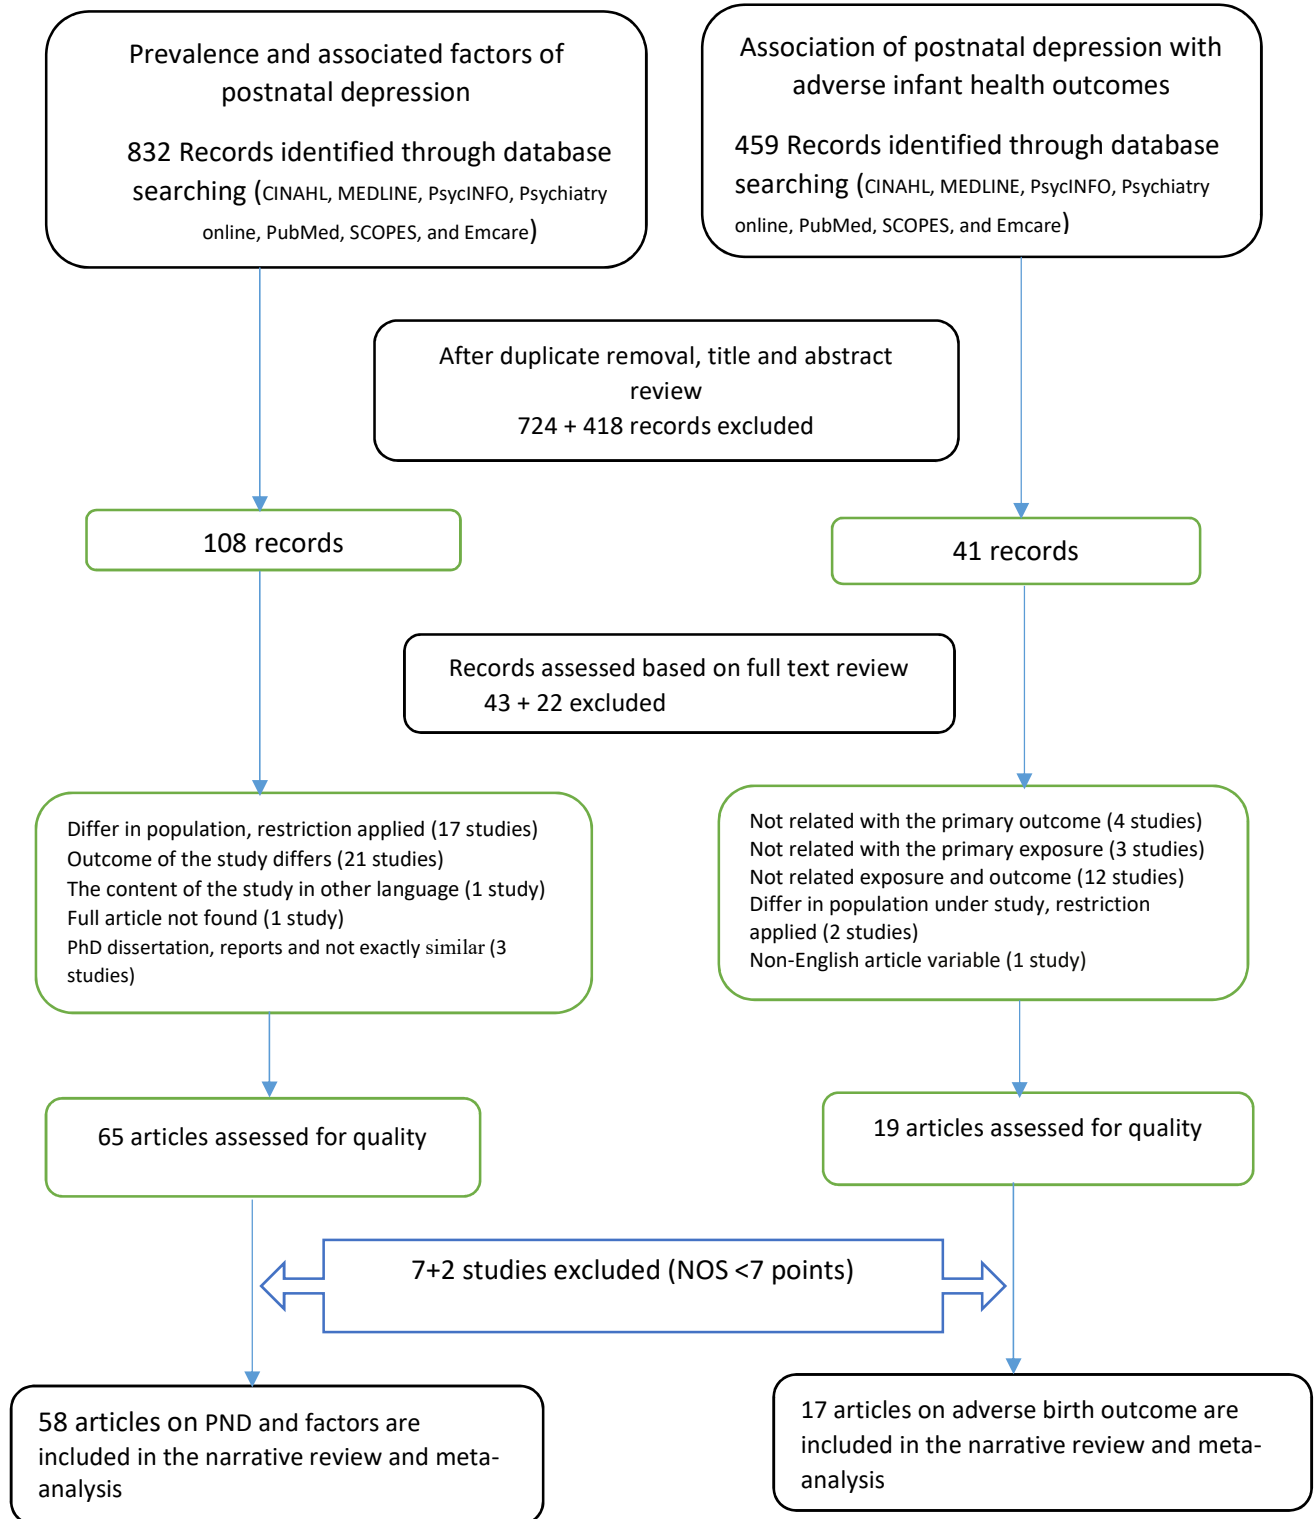 Prevalence and associated factors of
postnatal depression
832 Records identified through database
searching (CINAHL, MEDLINE, PsycINFO, Psychiatry
online, PubMed, SCOPES, and Emcare)
Association of postnatal depression with
adverse infant health outcomes
459 Records identified through database
searching (CINAHL, MEDLINE, PsycINFO, Psychiatry
online, PubMed, SCOPES, and Emcare)
After duplicate removal, title and abstract
review
724 + 418 records excluded
108 records
41 records
Records assessed based on full text review
43 + 22 excluded
Differ in population, restriction applied (17 studies)
Outcome of the study differs (21 studies)
The content of the study in other language (1 study)
Full article not found (1 study)
PhD dissertation, reports and not exactly similar (3
studies)
Not related with the primary outcome (4 studies)
Not related with the primary exposure (3 studies)
Not related exposure and outcome (12 studies)
Differ in population under study, restriction
applied (2 studies)
Non-English article variable (1 study)
65 articles assessed for quality
19 articles assessed for quality
7+2 studies excluded (NOS <7 points)
58 articles on PND and factors are
included in the narrative review and meta-
analysis
17 articles on adverse birth outcome are
included in the narrative review and meta-
analysis